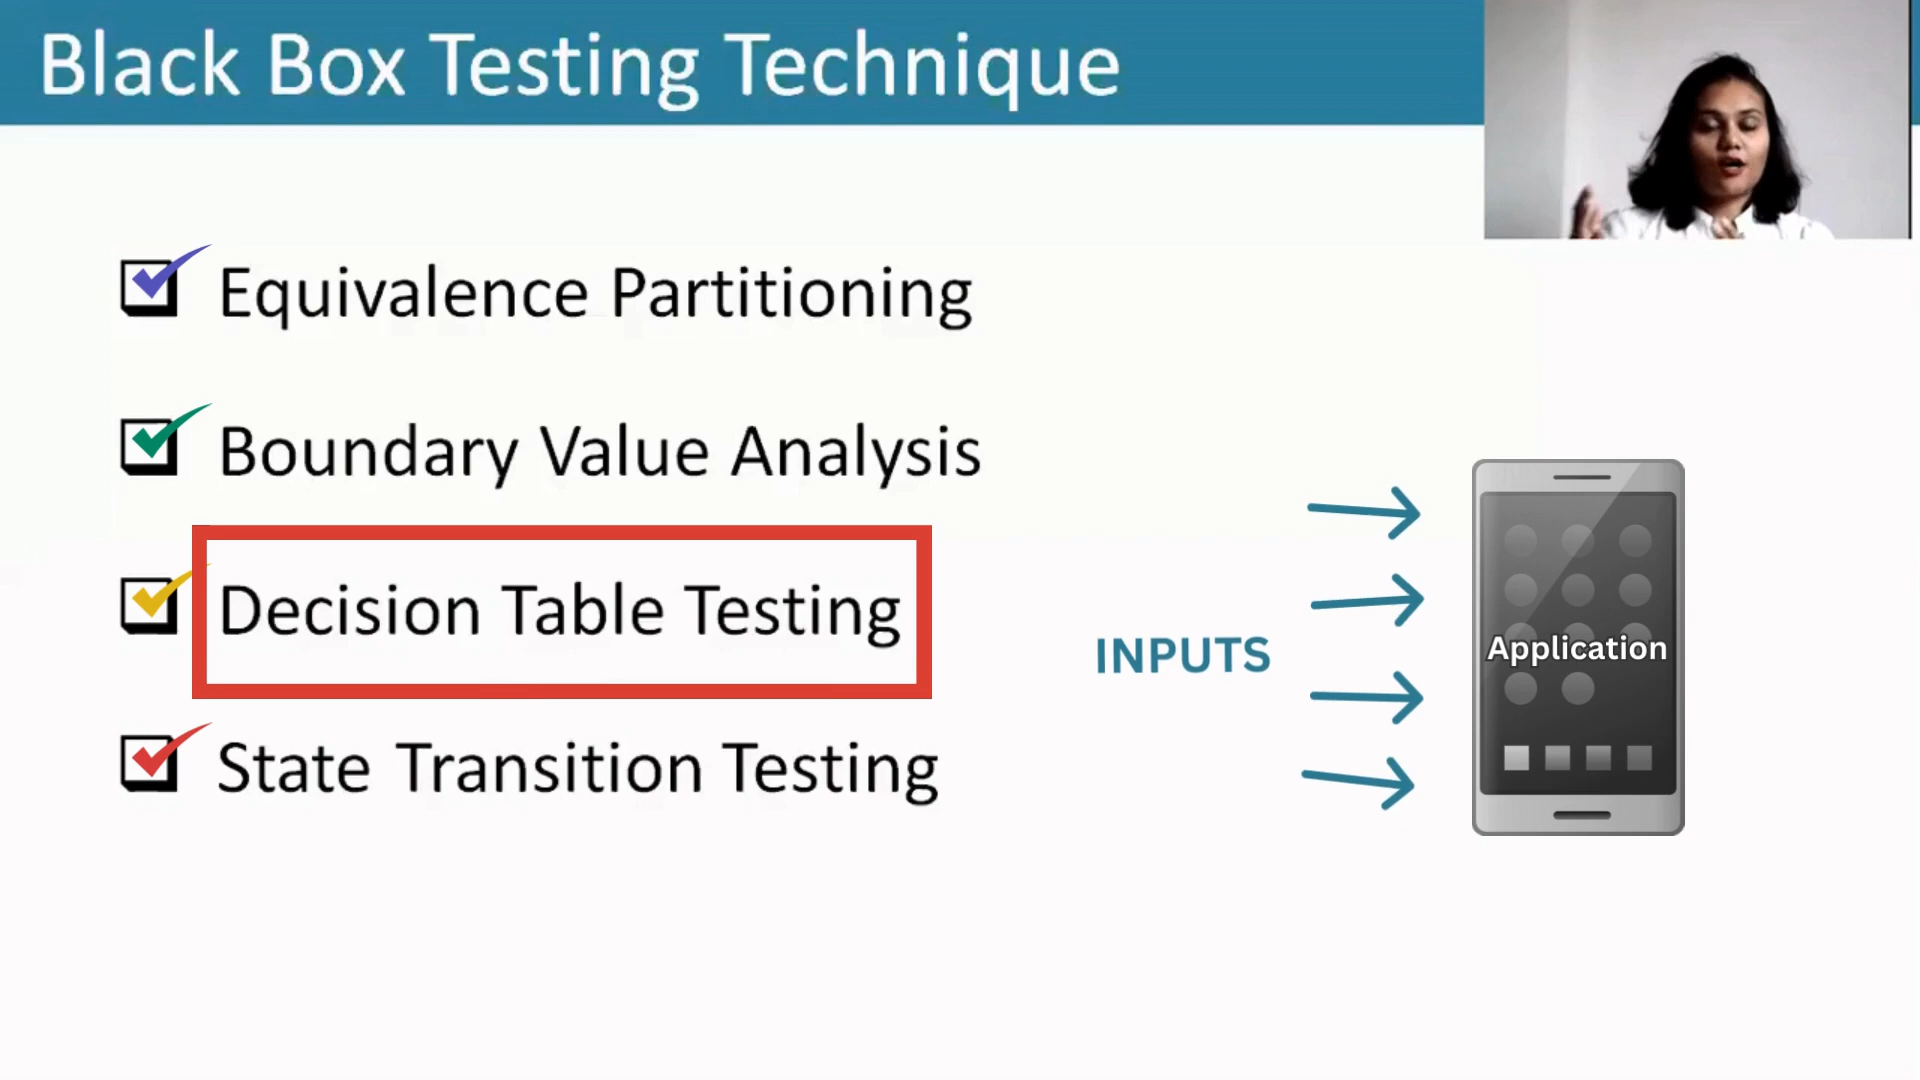 Black Box Testing Technique
Equivalence Partitioning
Boundary Value Analysis
Decision Table Testing
State Transition Testing
INPUTS
Application